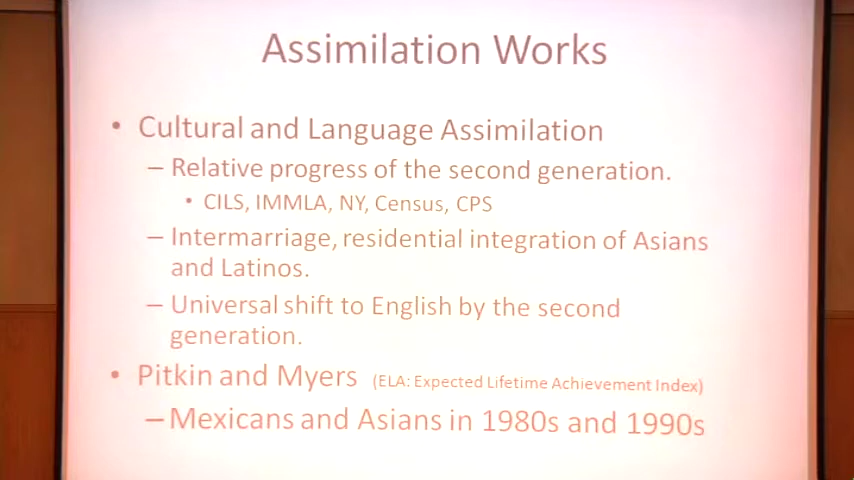 Assimilation Works
• Cultural and Language Assimilation
– Relative progress of the second generation.
• CILS, IMMLA, NY, Census, CPS
– Intermarriage, residential integration of Asians
and Latinos.
– Universal shift to English by the second
generation.
• Pitkin and Myers (ELA: Expected Lifetime Achievement Index)
– Mexicans and Asians in 1980s and 1990s